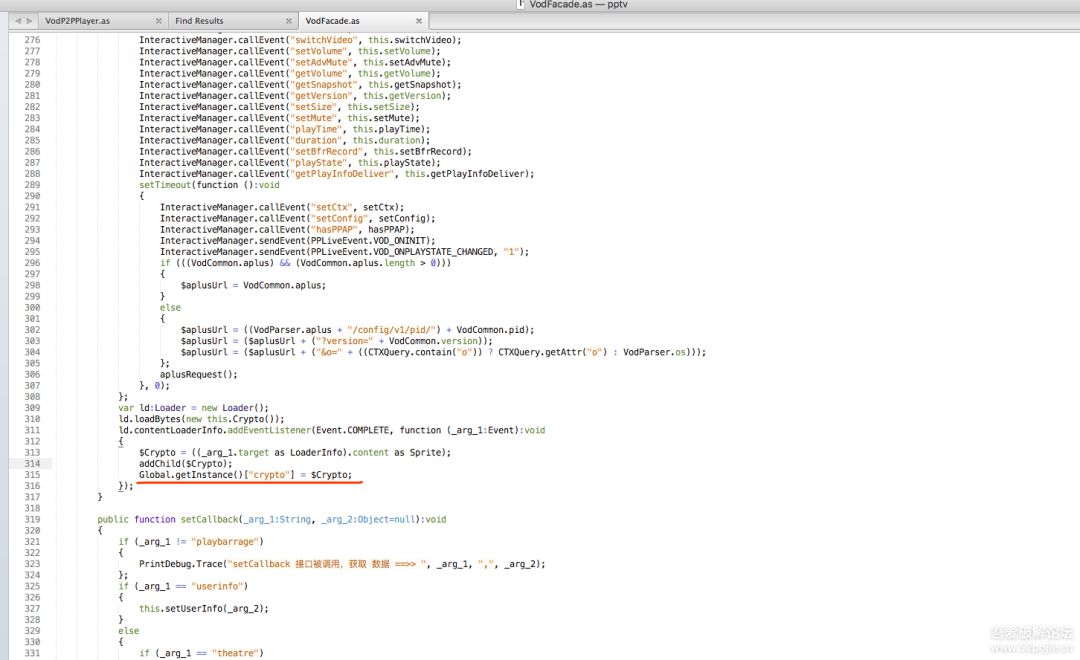 VodFacade.as — pptv
VodP2PPlayer.as
Find Results
VodFacade.as
276 InteractiveManager.callEvent("switchVideo", this.switchVideo);
277 InteractiveManager.callEvent("setVolume", this.setVolume);
278 InteractiveManager.callEvent("setAdvMute", this.setAdvMute);
279 InteractiveManager.callEvent("getVolume", this.getVolume);
280 InteractiveManager.callEvent("getSnapshot", this.getSnapshot);
281 InteractiveManager.callEvent("getVersion", this.getVersion);
282 InteractiveManager.callEvent("setSize", this.setSize);
283 InteractiveManager.callEvent("setMute", this.setMute);
284 InteractiveManager.callEvent("playTime", this.playTime);
285 InteractiveManager.callEvent("duration", this.duration);
286 InteractiveManager.callEvent("setBfrRecord", this.setBfrRecord);
287 InteractiveManager.callEvent("playState", this.playState);
288 InteractiveManager.callEvent("getPlayInfoDeliver", this.getPlayInfoDeliver);
289 setTimeout(function ():void
290 {
291 InteractiveManager.callEvent("setCtx", setCtx);
292 InteractiveManager.callEvent("setConfig", setConfig);
293 InteractiveManager.callEvent("hasPPAP", hasPPAP);
294 InteractiveManager.sendEvent(PPLiveEvent.VOD_ONINIT);
295 InteractiveManager.sendEvent(PPLiveEvent.VOD_ONPLAYSTATE_CHANGED, "1");
296 if (((VodCommon.aplus) && (VodCommon.aplus.length > 0)))
297 {
298 $aplusUrl = VodCommon.aplus;
299 }
300 else
301 {
302 $aplusUrl = ((VodParser.aplus + "/config/v1/pid/") + VodCommon.pid);
303 $aplusUrl = ($aplusUrl + ("?version=" + VodCommon.version));
304 $aplusUrl = ($aplusUrl + ("&o=" + ((CTXQuery.contain("o")) ? CTXQuery.getAttr("o") : VodParser.os)));
305 };
306 aplusRequest();
307 }, 0);
308 };
309 var ld:Loader = new Loader();
310 ld.loadBytes(new this.Crypto());
311 ld.contentLoaderInfo.addEventListener(Event.COMPLETE, function (_arg_1:Event):void
312 {
313 $Crypto = ((_arg_1.target as LoaderInfo).content as Sprite);
314 addChild($Crypto);
315 Global.getInstance()["crypto"] = $Crypto;
316 });
317 }
318
319 public function setCallback(_arg_1:String, _arg_2:Object=null):void
320 {
321 if (_arg_1 != "playbarrage")
322 {
323 PrintDebug.Trace("setCallback 接口被调用, 获取 数据 ==>> ", _arg_1, ",", _arg_2);
324 };
325 if (_arg_1 == "userinfo")
326 {
327 this.setUserInfo(_arg_2);
328 }
329 else
330 {
331 if (_arg_1 == "theatre")
吾爱破解论坛
www.52pojie.cn